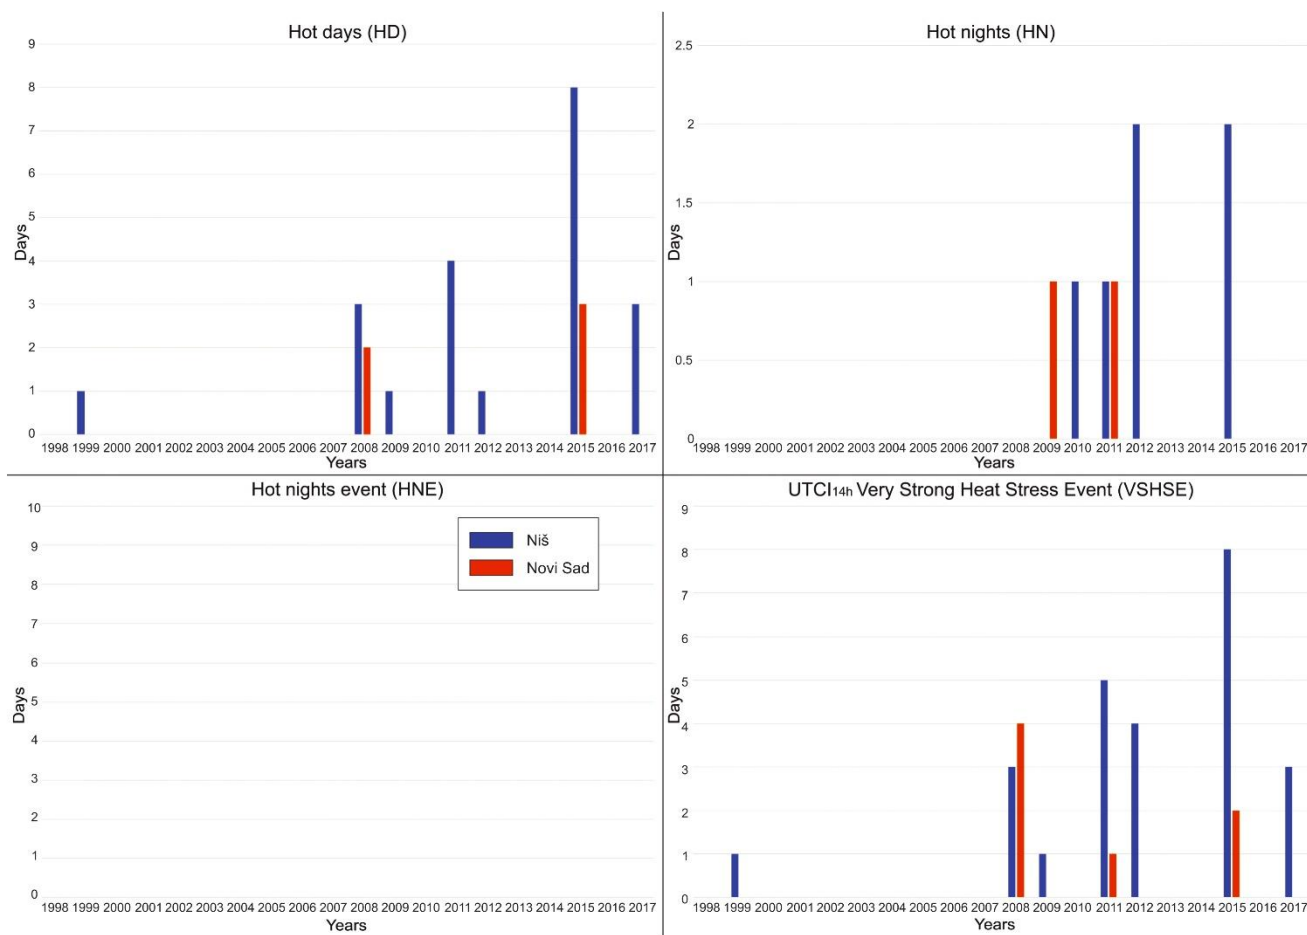 Hot days (HD)
9
8
7
6
5
4
3
2
1
0
Days
1998 1999 2000 2001 2002 2003 2004 2005 2006 2007 2008 2009 2010 2011 2012 2013 2014 2015 2016 2017
Years
Hot nights (HN)
2.5
2
1.5
1
0.5
0
Days
1998 1999 2000 2001 2002 2003 2004 2005 2006 2007 2008 2009 2010 2011 2012 2013 2014 2015 2016 2017
Years
Hot nights event (HNE)
10
9
8
7
6
5
4
3
2
1
0
Days
Niš
Novi Sad
1998 1999 2000 2001 2002 2003 2004 2005 2006 2007 2008 2009 2010 2011 2012 2013 2014 2015 2016 2017
Years
UTCI14h Very Strong Heat Stress Event (VSHSE)
9
8
7
6
5
4
3
2
1
0
Days
1998 1999 2000 2001 2002 2003 2004 2005 2006 2007 2008 2009 2010 2011 2012 2013 2014 2015 2016 2017
Years